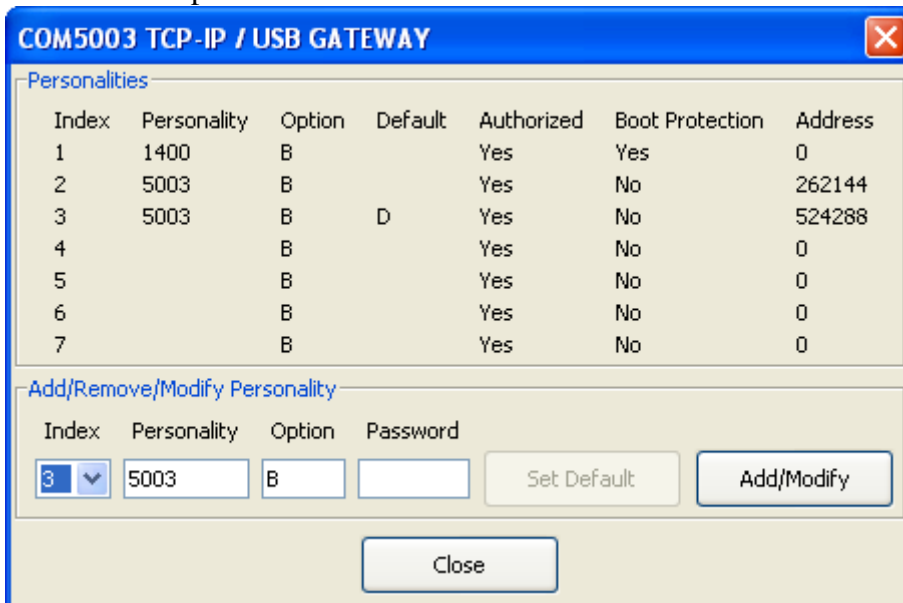 COM5003 TCP-IP / USB GATEWAY
Personalities
Index Personality Option Default Authorized Boot Protection Address
1 1400 B Yes Yes 0
2 5003 B Yes No 262144
3 5003 B D Yes No 524288
4 B Yes No 0
5 B Yes No 0
6 B Yes No 0
7 B Yes No 0
Add/Remove/Modify Personality
Index Personality Option Password
3 5003 B Set Default Add/Modify
Close